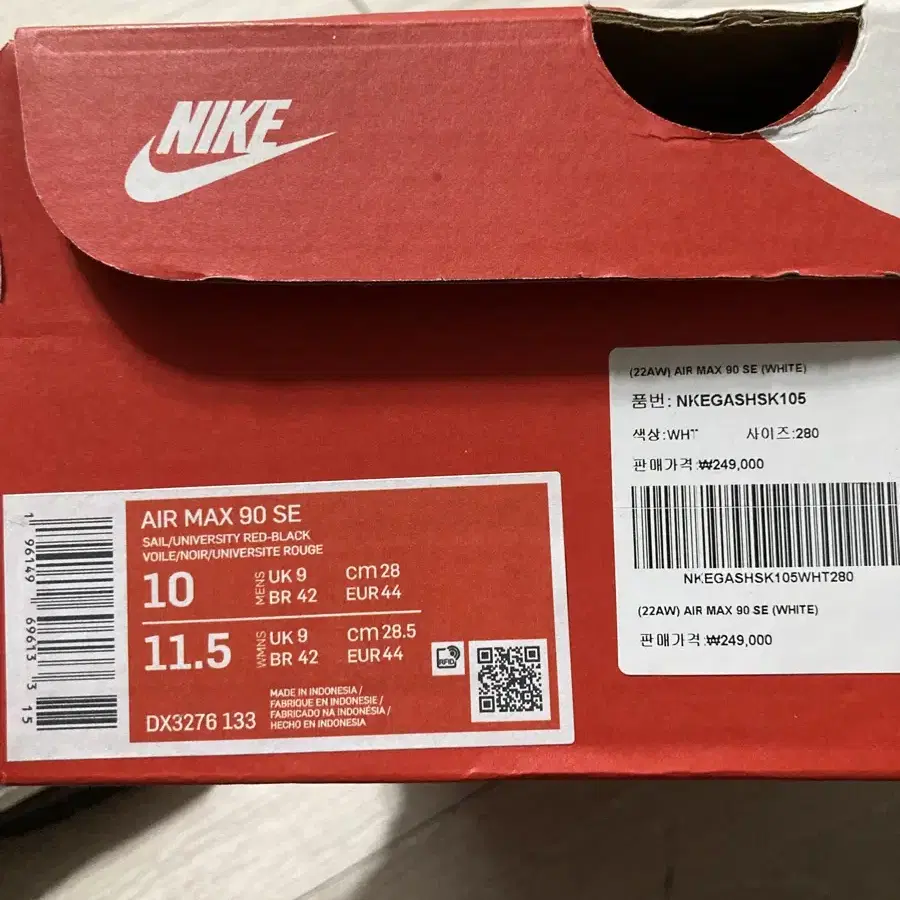 NIKE
(22AW) AIR MAX 90 SE (WHITE)
품번: NKEGASHSK105
색상:WHT 사이즈:280
판매가격:₩249,000
NKEGASHSK105WHT280
(22AW) AIR MAX 90 SE (WHITE)
판매가격:₩249,000
1 96149 69613 3 15
AIR MAX 90 SE
SAIL/UNIVERSITY RED-BLACK
VOILE/NOIR/UNIVERSITE ROUGE
10 MENS UK 9 cm 28
BR 42 EUR 44
11.5 WMNS UK 9 cm 28.5
BR 42 EUR 44
RFID
MADE IN INDONESIA /
FABRIQUE EN INDONESIE /
FABRICADO NA INDONÉSIA /
HECHO EN INDONESIA
DX3276 133